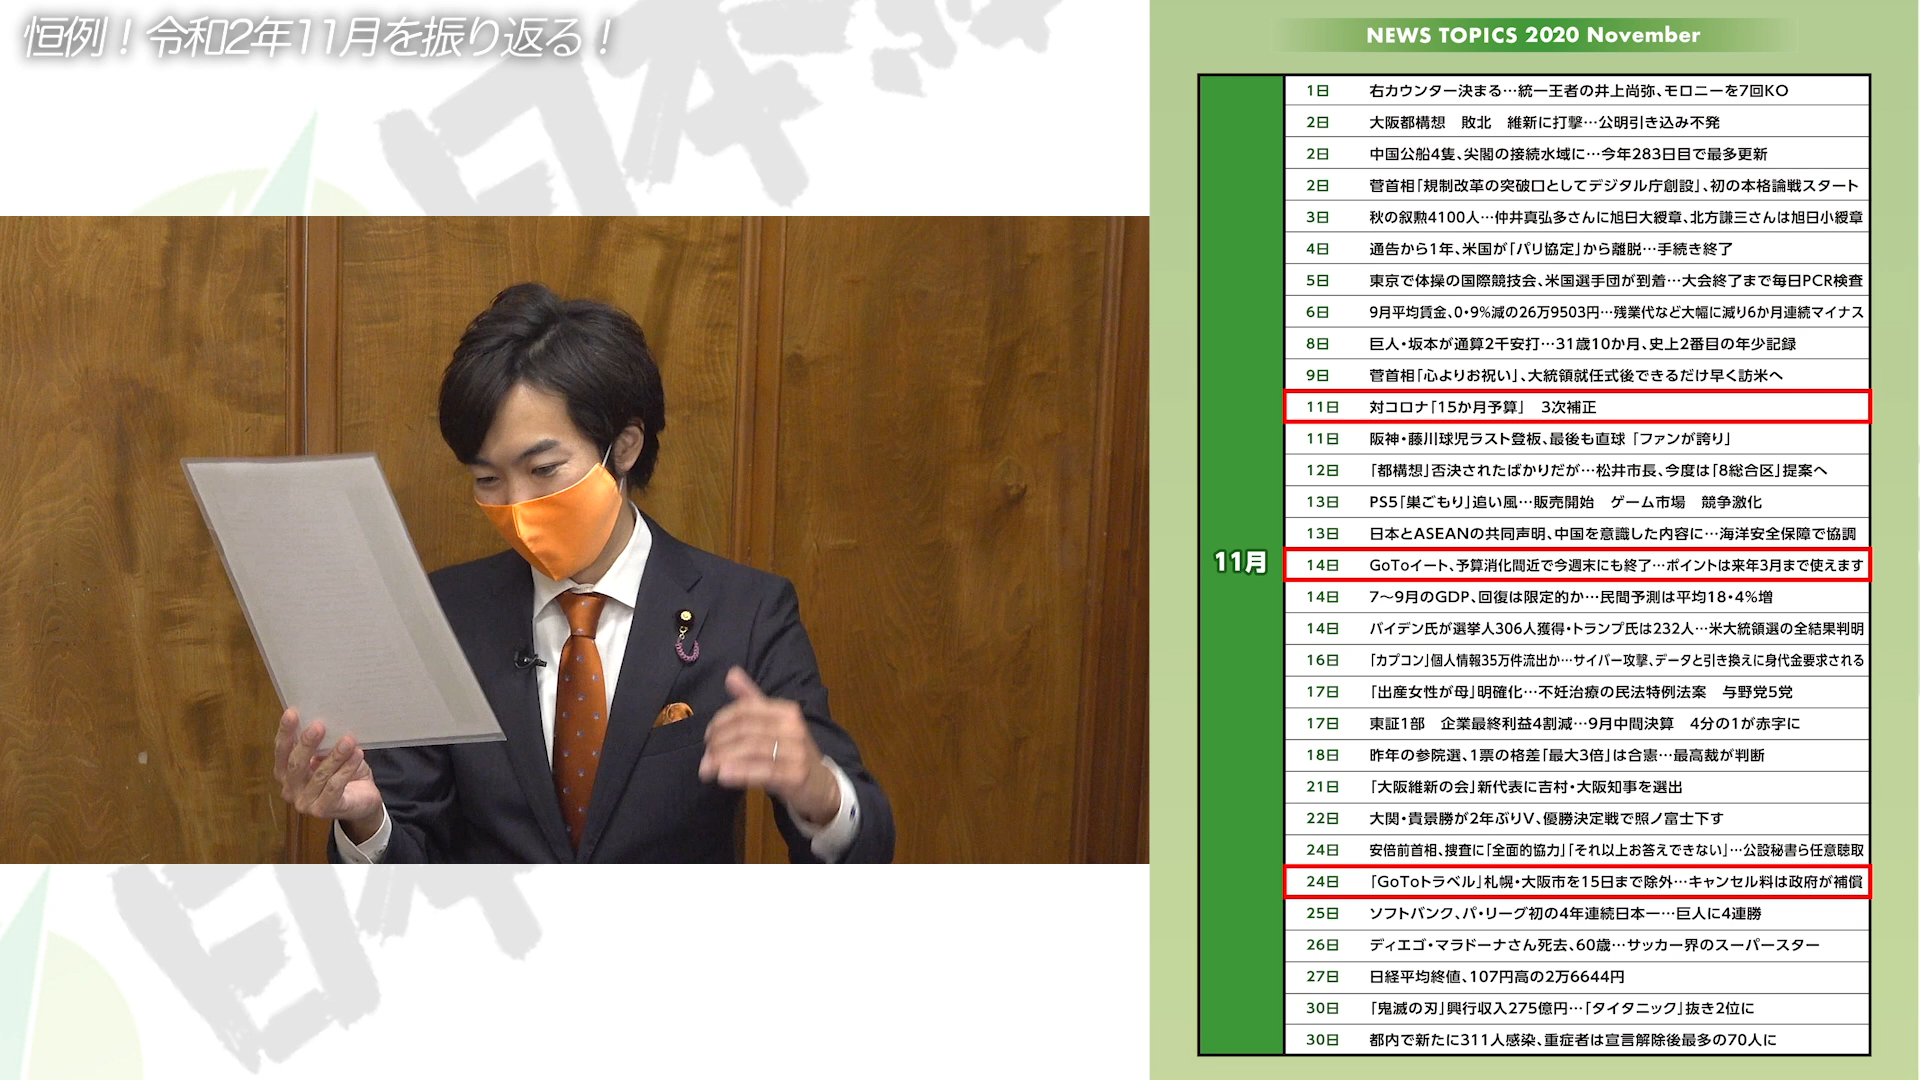 恒例！令和2年11月を振り返る！
NEWS TOPICS 2020 November
11月
1日 右カウンター決まる…統一王者の井上尚弥、モロニーを7回KO
2日 大阪都構想　敗北　維新に打撃…公明引き込み不発
2日 中国公船4隻、尖閣の接続水域に…今年283日目で最多更新
2日 菅首相「規制改革の突破口としてデジタル庁創設」、初の本格論戦スタート
3日 秋の叙勲4100人…仲井真弘多さんに旭日大綬章、北方謙三さんは旭日小綬章
4日 通告から1年、米国が「パリ協定」から離脱…手続き終了
5日 東京で体操の国際競技会、米国選手団が到着…大会終了まで毎日PCR検査
6日 9月平均賃金、0・9%減の26万9503円…残業代など大幅に減り6か月連続マイナス
8日 巨人・坂本が通算2千安打…31歳10か月、史上2番目の年少記録
9日 菅首相「心よりお祝い」、大統領就任式後できるだけ早く訪米へ
11日 対コロナ「15か月予算」　3次補正
11日 阪神・藤川球児ラスト登板、最後も直球「ファンが誇り」
12日 「都構想」否決されたばかりだが…松井市長、今度は「8総合区」提案へ
13日 PS5「巣ごもり」追い風…販売開始　ゲーム市場　競争激化
13日 日本とASEANの共同声明、中国を意識した内容に…海洋安全保障で協調
14日 GoToイート、予算消化間近で今週末にも終了…ポイントは来年3月まで使えます
14日 7〜9月のGDP、回復は限定的か…民間予測は平均18・4%増
14日 バイデン氏が選挙人306人獲得・トランプ氏は232人…米大統領選の全結果判明
16日 「カプコン」個人情報35万件流出か…サイバー攻撃、データと引き換えに身代金要求される
17日 「出産女性が母」明確化…不妊治療の民法特例法案　与野党5党
17日 東証1部　企業最終利益4割減…9月中間決算　4分の1が赤字に
18日 昨年の参院選、1票の格差「最大3倍」は合憲…最高裁が判断
21日 「大阪維新の会」新代表に吉村・大阪知事を選出
22日 大関・貴景勝が2年ぶりV、優勝決定戦で照ノ富士下す
24日 安倍前首相、捜査に「全面的協力」「それ以上お答えできない」…公設秘書ら任意聴取
24日 「GoToトラベル」札幌・大阪市を15日まで除外…キャンセル料は政府が補償
25日 ソフトバンク、パ・リーグ初の4年連続日本一…巨人に4連勝
26日 ディエゴ・マラドーナさん死去、60歳…サッカー界のスーパースター
27日 日経平均終値、107円高の2万6644円
30日 「鬼滅の刃」興行収入275億円…「タイタニック」抜き2位に
30日 都内で新たに311人感染、重症者は宣言解除後最多の70人に